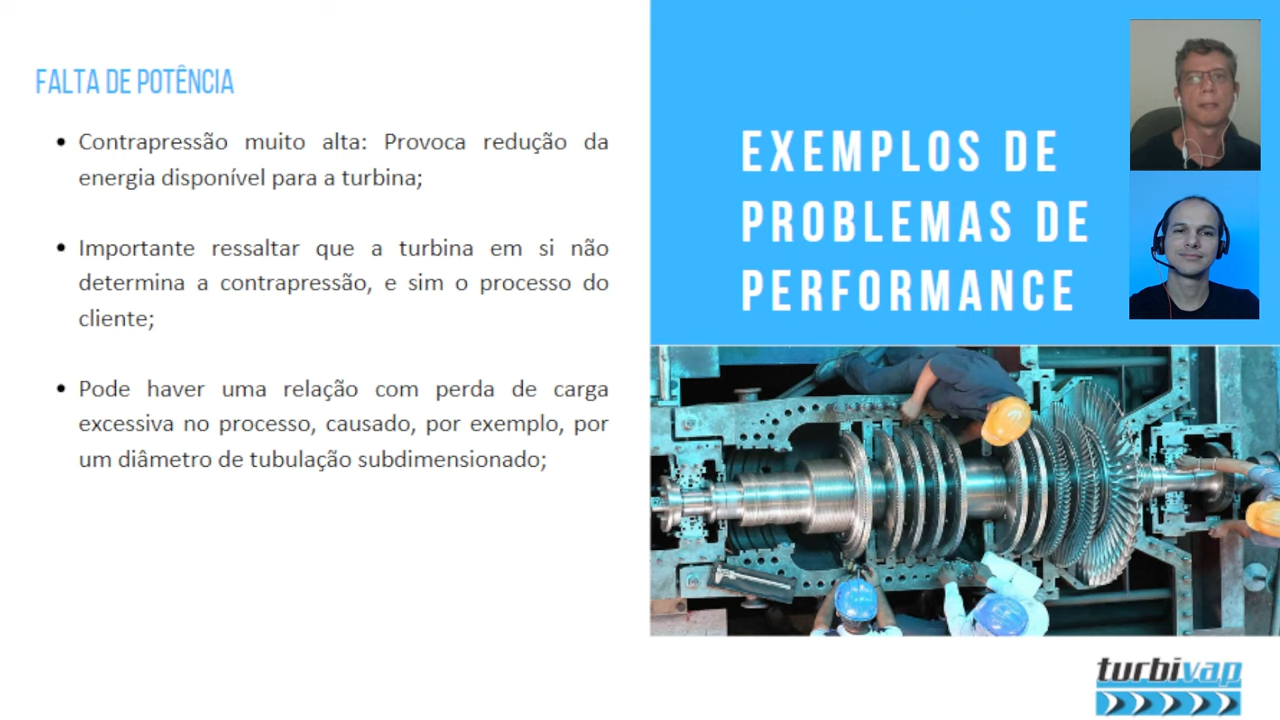 FALTA DE POTÊNCIA
• Contrapressão muito alta: Provoca redução da
energia disponível para a turbina;
• Importante ressaltar que a turbina em si não
determina a contrapressão, e sim o processo do
cliente;
• Pode haver uma relação com perda de carga
excessiva no processo, causado, por exemplo, por
um diâmetro de tubulação subdimensionado;
EXEMPLOS DE
PROBLEMAS DE
PERFORMANCE
turbivap